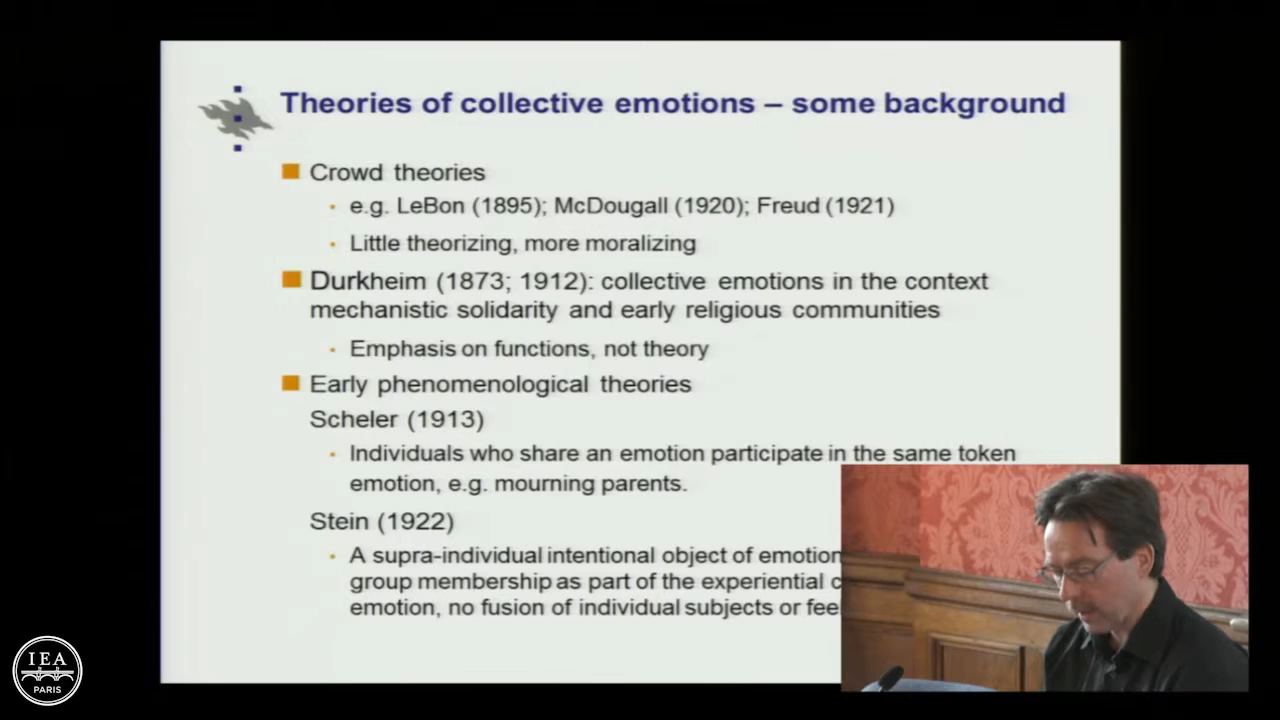 Theories of collective emotions – some background
Crowd theories
e.g. LeBon (1895); McDougall (1920); Freud (1921)
Little theorizing, more moralizing
Durkheim (1873; 1912): collective emotions in the context
mechanistic solidarity and early religious communities
Emphasis on functions, not theory
Early phenomenological theories
Scheler (1913)
Individuals who share an emotion participate in the same token
emotion, e.g. mourning parents.
Stein (1922)
A supra-individual intentional object of emotion
group membership as part of the experiential
emotion, no fusion of individual subjects or
IEA
PARIS